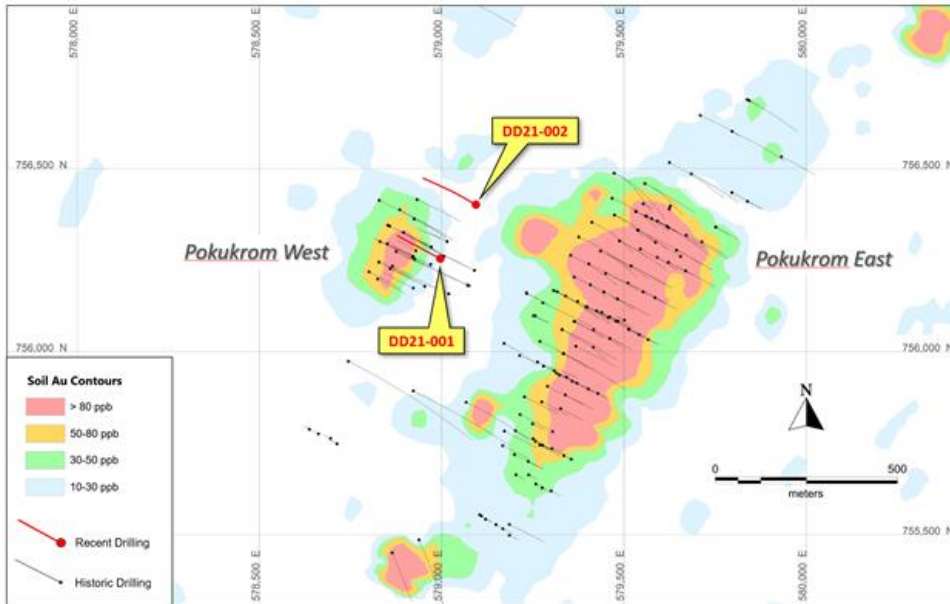 578,000 E
578,500 E
579,000 E
579,500 E
580,000 E
DD21-002
756,500 N
756,500 N
Pokukrom West
Pokukrom East
DD21-001
756,000 N
756,000 N
Soil Au Contours
> 80 ppb
50-80 ppb
30-50 ppb
10-30 ppb
Recent Drilling
Historic Drilling
N
0 500
meters
755,500 N
578,500 E
579,000 E
579,500 E
580,000 E